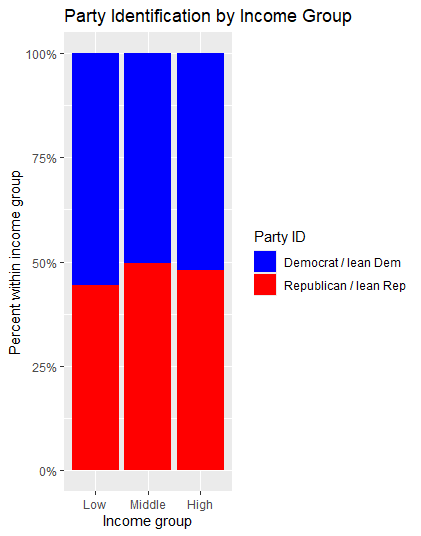 Party Identification by Income Group
100%
75%
50%
25%
0%
Percent within income group
Low Middle High
Income group
Party ID
Democrat / lean Dem
Republican / lean Rep